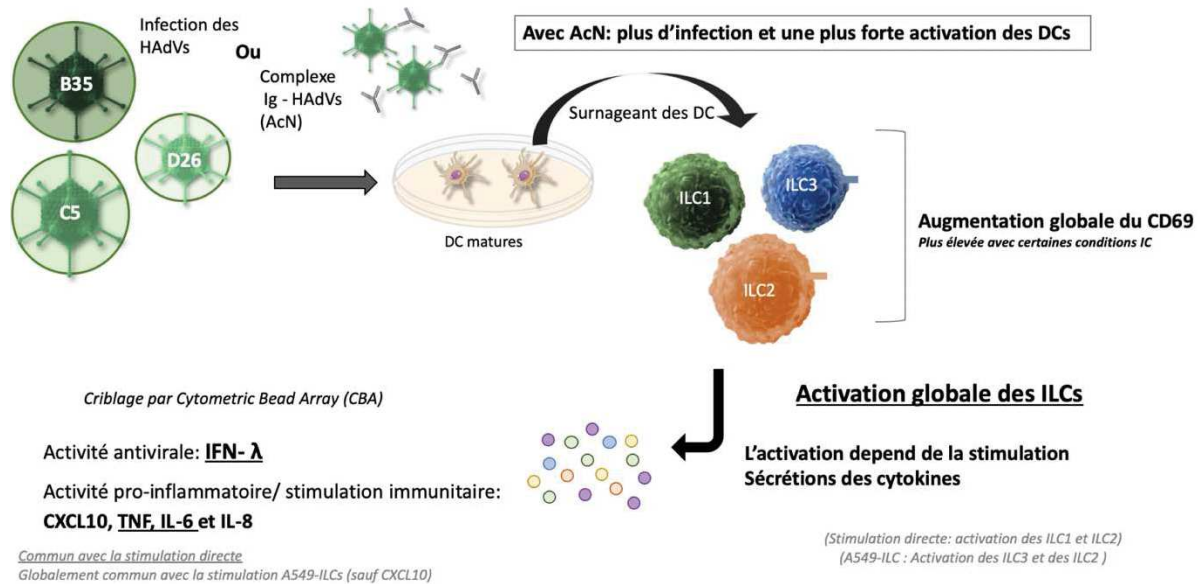 Infection des
HAdVs
Ou
Complexe
Ig - HAdVs
(AcN)
B35
D26
C5
Avec AcN: plus d'infection et une plus forte activation des DCs
Surnageant des DC
DC matures
ILC1
ILC3
ILC2
Augmentation globale du CD69
Plus élevée avec certaines conditions IC
Activation globale des ILCs
L'activation depend de la stimulation
Sécrétions des cytokines
(Stimulation directe: activation des ILC1 et ILC2)
(A549-ILC : Activation des ILC3 et des ILC2 )
Criblage par Cytometric Bead Array (CBA)
Activité antivirale: IFN- λ
Activité pro-inflammatoire/ stimulation immunitaire:
CXCL10, TNF, IL-6 et IL-8
Commun avec la stimulation directe
Globalement commun avec la stimulation A549-ILCs (sauf CXCL10)